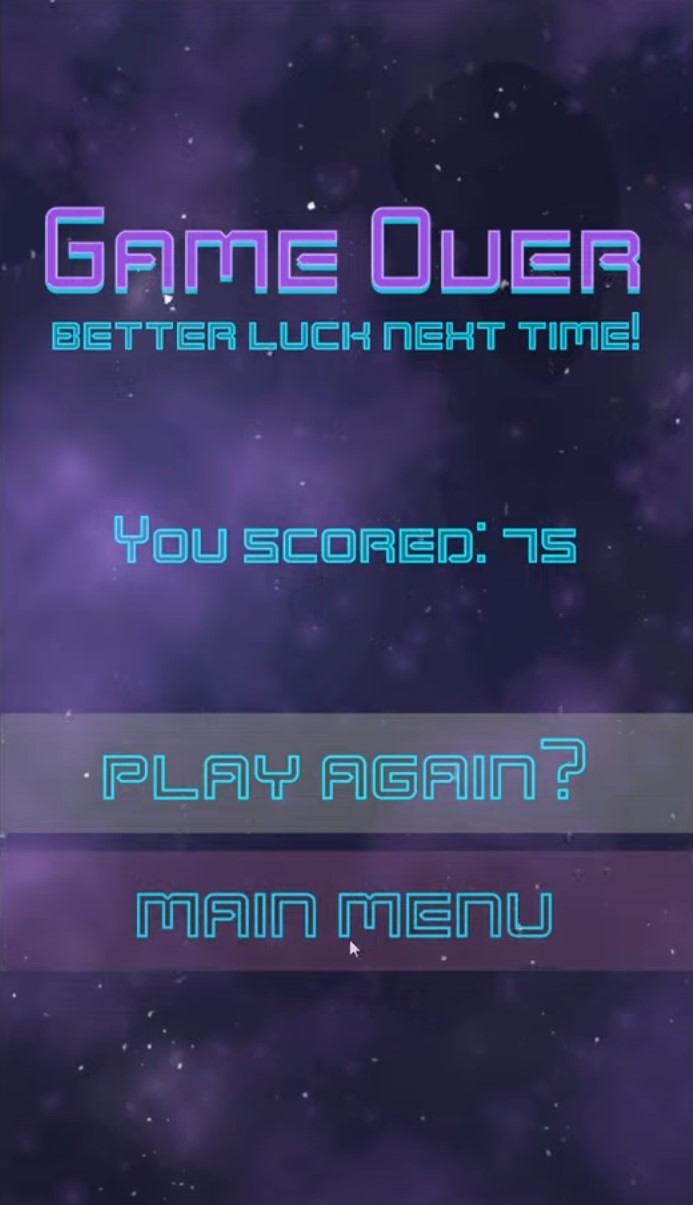 Game Over
better luck next time!
You scored: 75
play again?
main menu